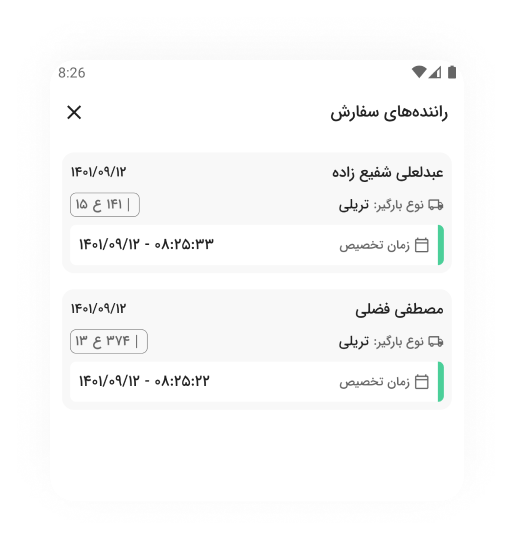 8:26
راننده‌های سفارش
عبدلعلی شفیع زاده ۱۴۰۱/۰۹/۱۲
نوع بارگیر: تریلی ۱۵ ع ۱۴۱ |
زمان تخصیص ۱۴۰۱/۰۹/۱۲ - ۰۸:۲۵:۳۳
مصطفی فضلی ۱۴۰۱/۰۹/۱۲
نوع بارگیر: تریلی ۱۳ ع ۳۷۴ |
زمان تخصیص ۱۴۰۱/۰۹/۱۲ - ۰۸:۲۵:۲۲